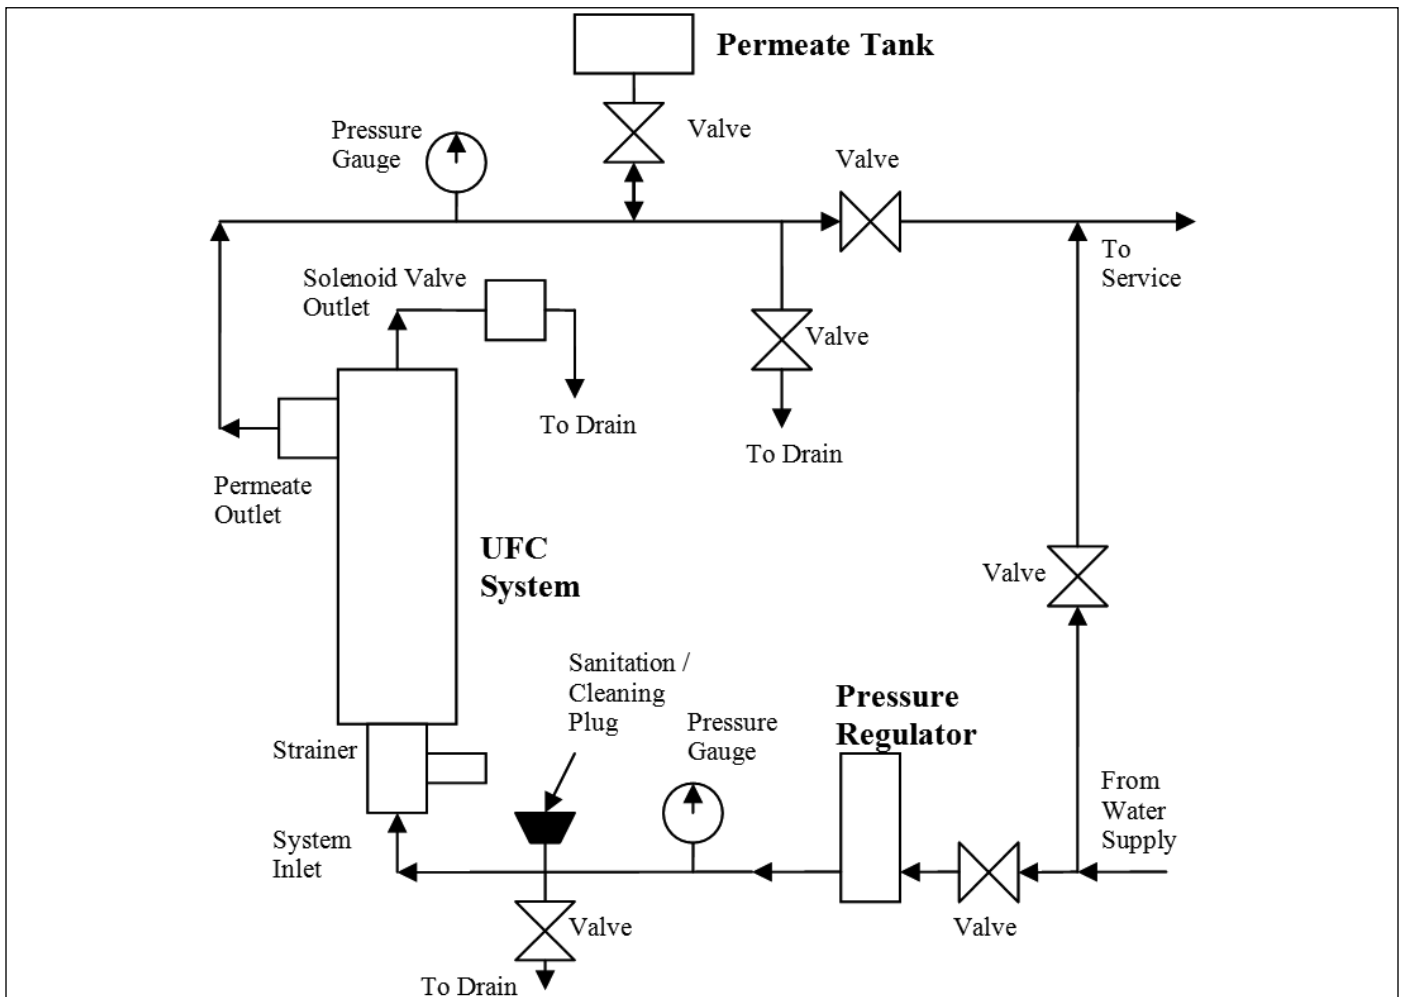 Permeate Tank
Pressure
Gauge
Valve
Valve
To
Service
Solenoid Valve
Outlet
Valve
To Drain
To Drain
Permeate
Outlet
UFC
System
Valve
Sanitation /
Cleaning
Plug
Pressure
Gauge
Pressure
Regulator
Strainer
From
Water
Supply
System
Inlet
Valve
Valve
To Drain